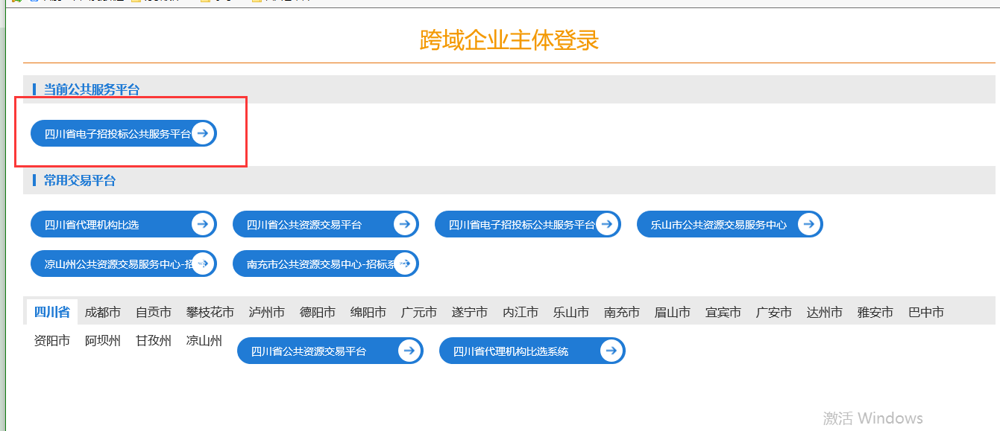 跨域企业主体登录
当前公共服务平台
四川省电子招投标公共服务平台
常用交易平台
四川省代理机构比选 四川省公共资源交易平台 四川省电子招投标公共服务平台 乐山市公共资源交易服务中心
凉山州公共资源交易服务中心-招 南充市公共资源交易中心-招标系
四川省 成都市 自贡市 攀枝花市 泸州市 德阳市 绵阳市 广元市 遂宁市 内江市 乐山市 南充市 眉山市 宜宾市 广安市 达州市 雅安市 巴中市
资阳市 阿坝州 甘孜州 凉山州
四川省公共资源交易平台 四川省代理机构比选系统
激活 Windows